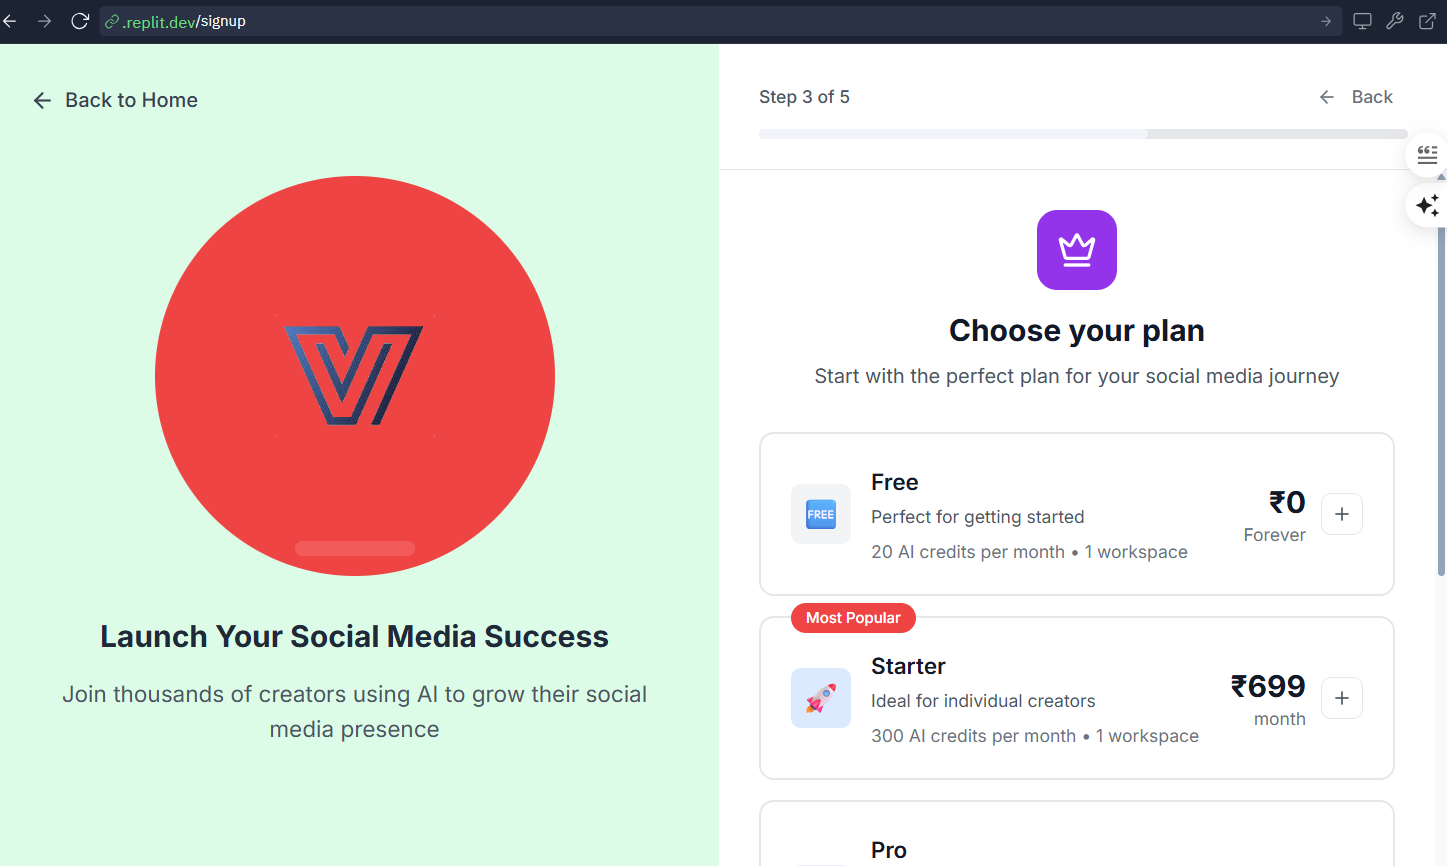 .replit.dev/signup
Back to Home
Launch Your Social Media Success
Join thousands of creators using AI to grow their social
media presence
Step 3 of 5
Back
Choose your plan
Start with the perfect plan for your social media journey
FREE
Free
Perfect for getting started
20 AI credits per month • 1 workspace
₹0
Forever
Most Popular
Starter
Ideal for individual creators
300 AI credits per month • 1 workspace
₹699
month
Pro